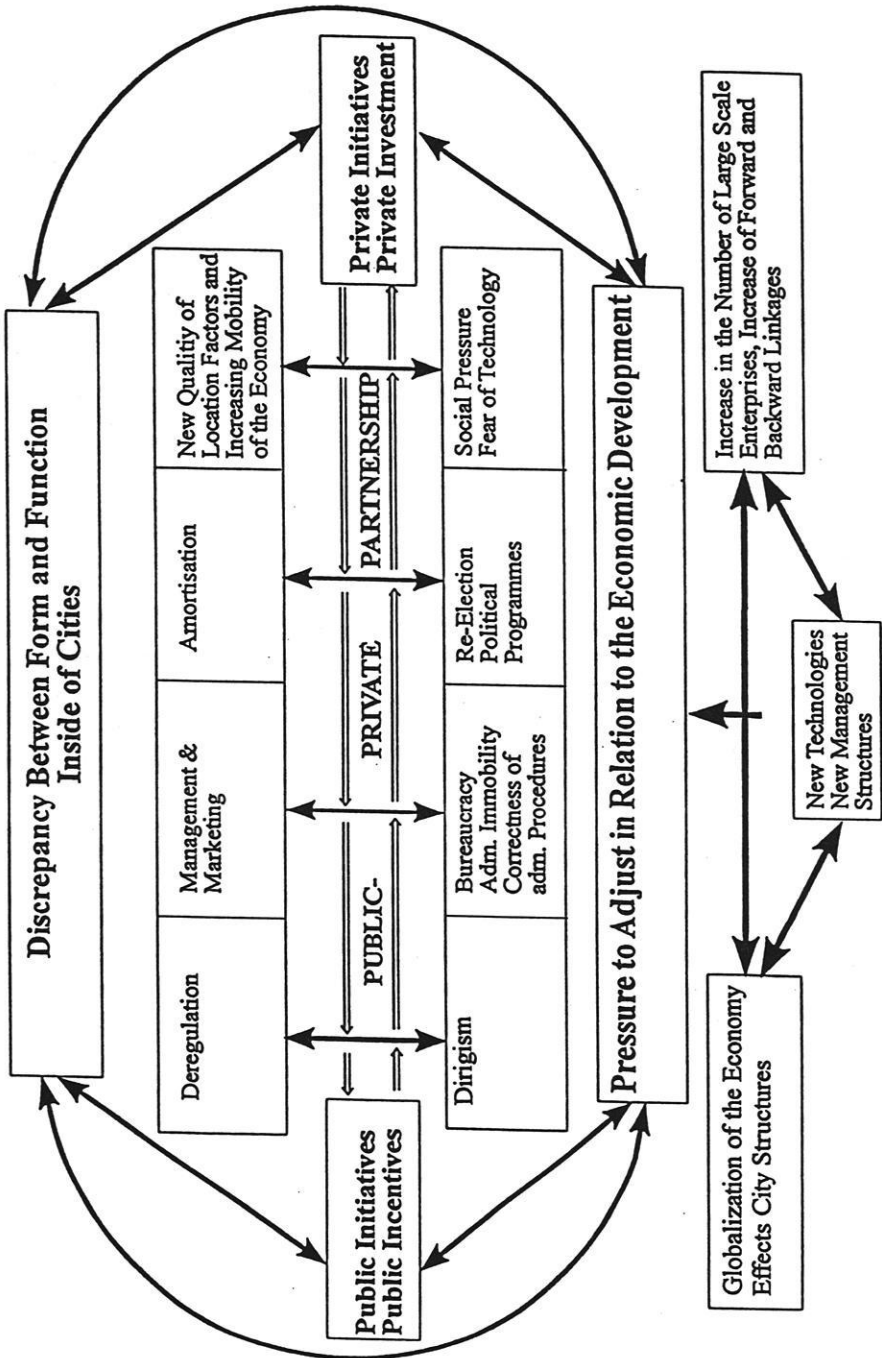 Discrepancy Between Form and Function
Inside of Cities
Deregulation
Management &
Marketing
Amortisation
New Qualitiy of
Location Factors and
Increasing Mobility
of the Economy
Public Initiatives
Public Incentives
PUBLIC-
PRIVATE
PARTNERSHIP
Private Initiatives
Private Investment
Dirigism
Bureaucracy
Adm. Immobility
Correctness of
adm. Procedures
Re-Election
Political
Programmes
Social Pressure
Fear of Technology
Pressure to Adjust in Relation to the Economic Development
Globalization of the Economy
Effects City Structures
New Technologies
New Management
Structures
Increase in the Number of Large Scale
Enterprises, Increase of Forward and
Backward Linkages